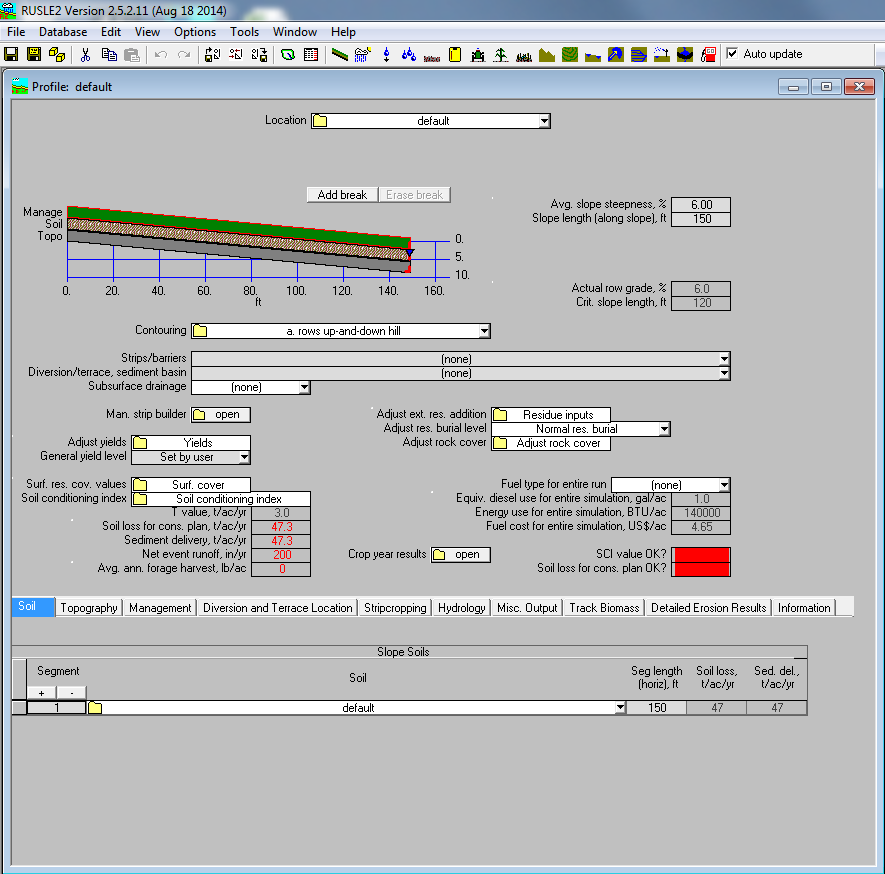 RUSLE2 Version 2.5.2.11 (Aug 18 2014)
File Database Edit View Options Tools Window Help
Auto update
Profile: default
Location default
Add break Erase break
Avg. slope steepness, % 6.00
Slope length (along slope), ft 150
Manage
Soil
Topo
0.
5.
10.
0. 20. 40. 60. 80. 100. 120. 140. 160.
ft
Actual row grade, % 6.0
Crit. slope length, ft 120
Contouring a. rows up-and-down hill
Strips/barriers (none)
Diversion/terrace, sediment basin (none)
Subsurface drainage (none)
Man. strip builder open
Adjust ext. res. addition Residue inputs
Adjust res. burial level Normal res. burial
Adjust yields Yields
Adjust rock cover Adjust rock cover
General yield level Set by user
Surf. res. cov. values Surf. cover
Fuel type for entire run (none)
Soil conditioning index Soil conditioning index
Equiv. diesel use for entire simulation, gal/ac 1.0
T value, t/ac/yr 3.0
Energy use for entire simulation, BTU/ac 140000
Soil loss for cons. plan, t/ac/yr 47.3
Fuel cost for entire simulation, US$/ac 4.65
Sediment delivery, t/ac/yr 47.3
Net event runoff, in/yr 200
Crop year results open
SCI value OK?
Avg. ann. forage harvest, lb/ac 0
Soil loss for cons. plan OK?
Soil Topography Management Diversion and Terrace Location Stripcropping Hydrology Misc. Output Track Biomass Detailed Erosion Results Information
Slope Soils
Segment Soil Seg length (horiz), ft Soil loss, t/ac/yr Sed. del., t/ac/yr
+ -
1 default 150 47 47